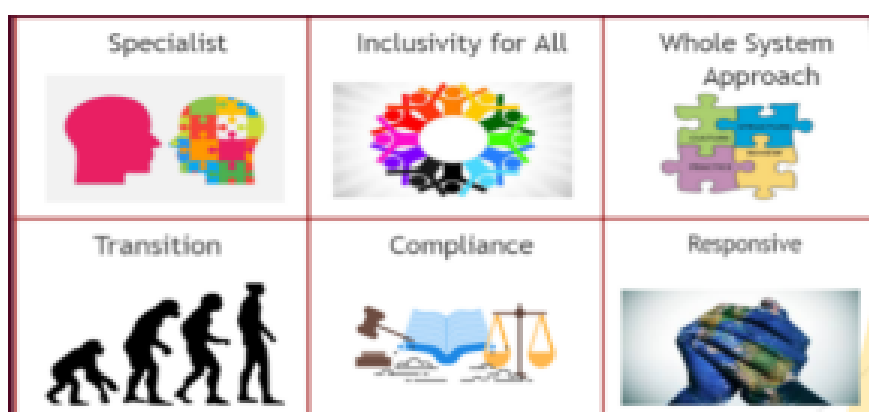 Specialist
Inclusivity for All
Whole System
Approach
Transition
Compliance
Responsive